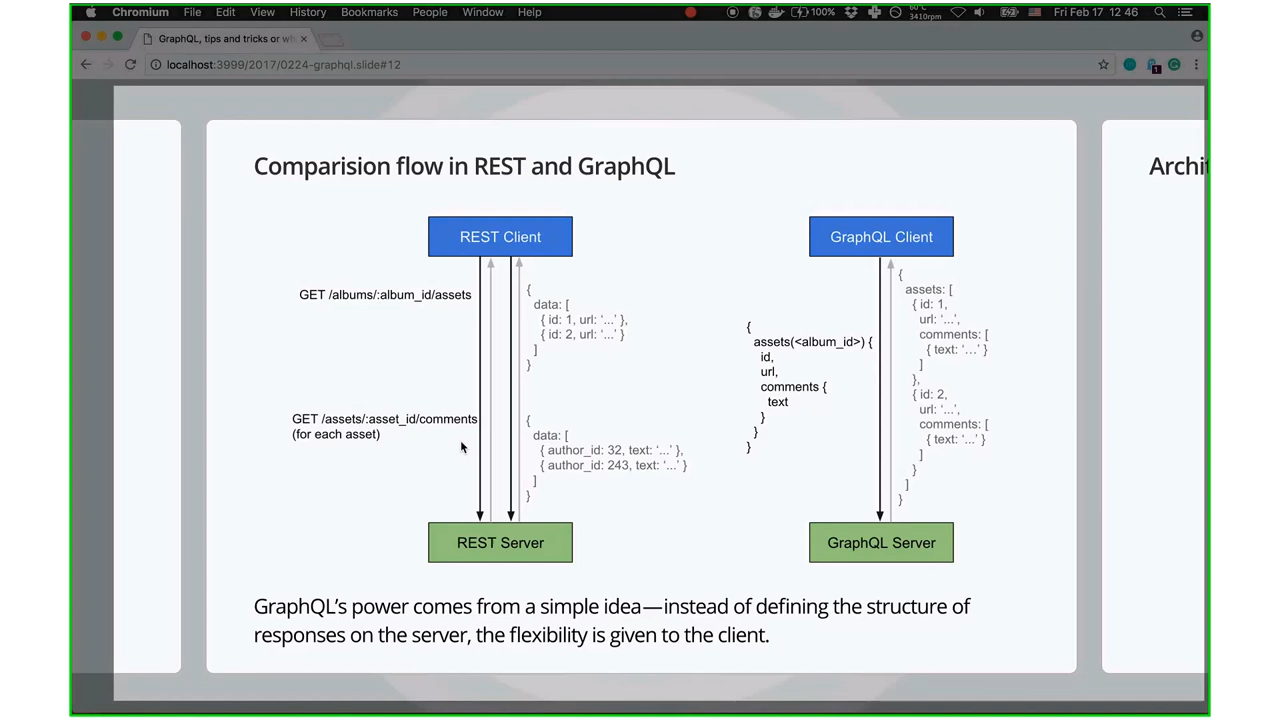 Chromium File Edit View History Bookmarks People Window Help 100% 60°C 3410rpm Fri Feb 17 12 46
GraphQL, tips and tricks or wh
localhost:3999/2017/0224-graphql.slide#12
1
Comparision flow in REST and GraphQL
Archi
REST Client
GET /albums/:album_id/assets
{
data: [
{ id: 1, url: ‘...’ },
{ id: 2, url: ‘...’ }
]
}
GET /assets/:asset_id/comments
(for each asset)
{
data: [
{ author_id: 32, text: ‘...’ },
{ author_id: 243, text: ‘...’ }
]
}
REST Server
GraphQL Client
{
assets(<album_id>) {
id,
url,
comments {
text
}
}
}
{
assets: [
{ id: 1,
url: ‘...’,
comments: [
{ text: ‘...’ }
]
},
{ id: 2,
url: ‘...’,
comments: [
{ text: ‘...’ }
]
}
]
}
GraphQL Server
GraphQL’s power comes from a simple idea—instead of defining the structure of
responses on the server, the flexibility is given to the client.